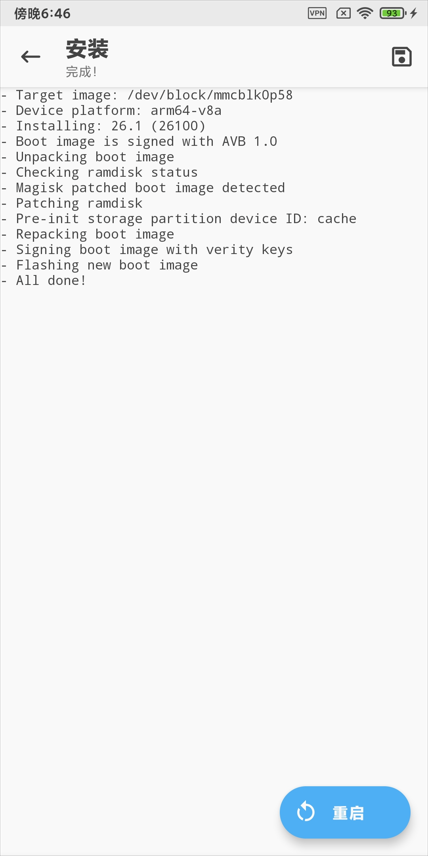 傍晚6:46
VPN
93
安装
完成！
- Target image: /dev/block/mmcblk0p58
- Device platform: arm64-v8a
- Installing: 26.1 (26100)
- Boot image is signed with AVB 1.0
- Unpacking boot image
- Checking ramdisk status
- Magisk patched boot image detected
- Patching ramdisk
- Pre-init storage partition device ID: cache
- Repacking boot image
- Signing boot image with verity keys
- Flashing new boot image
- All done!
重启